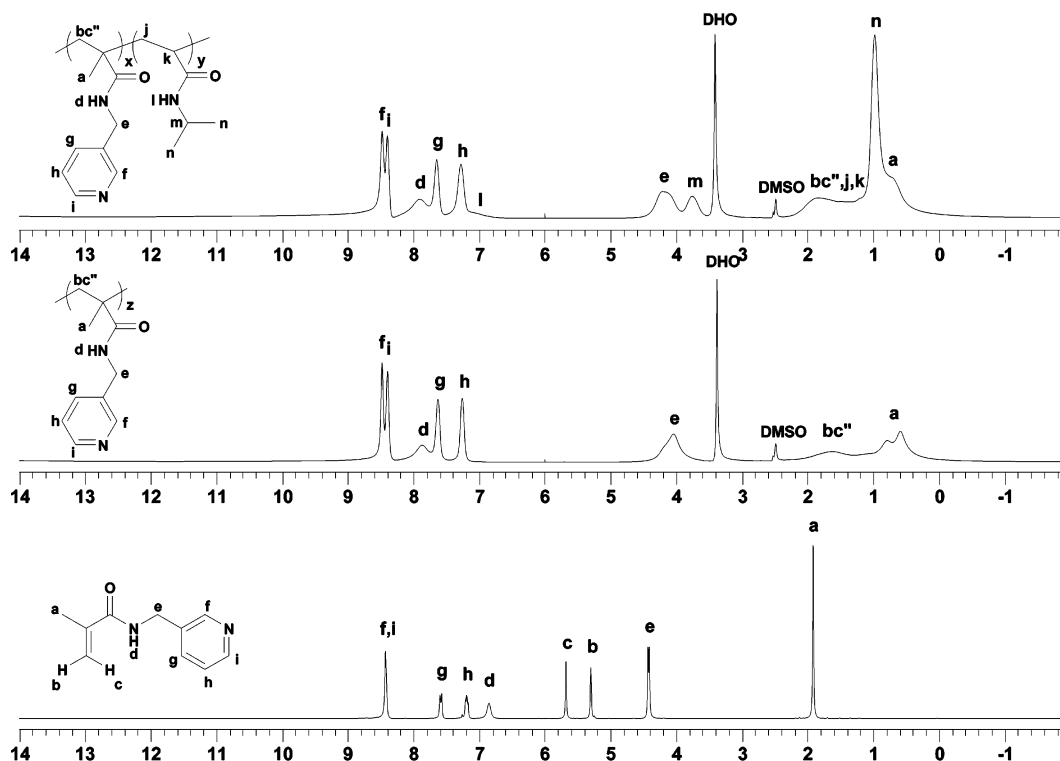 bc" j
a x k y
O O
d HN l HN
e m n
g n
h f
i N
f i d g h l e m DHO DMSO bc",j,k n a
14 13 12 11 10 9 8 7 6 5 4 3 2 1 0 -1
bc"
z
a O
d HN
e
g
h f
i N
f i d g h e DHO DMSO bc" a
14 13 12 11 10 9 8 7 6 5 4 3 2 1 0 -1
O
a e f
N N
H
d g i
H H h
b c
f,i g h d c b e a
14 13 12 11 10 9 8 7 6 5 4 3 2 1 0 -1